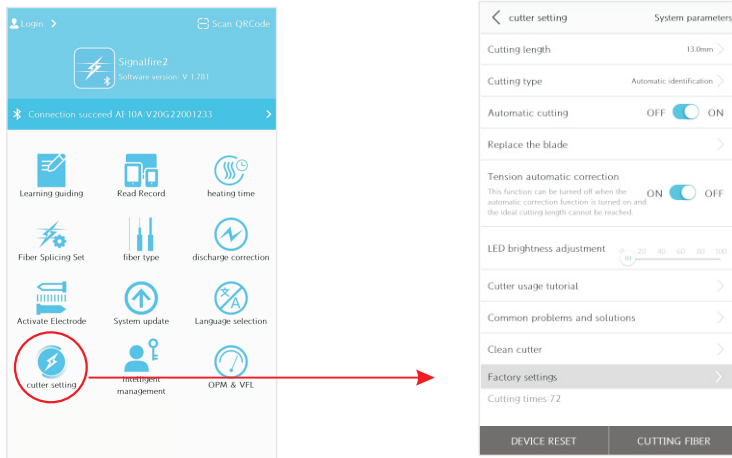 Login >
Scan QRCode
Signalfire2
Software version: V 1.781
Connection succeed AI-10A-V20G22001233 >
Learning guiding
Read Record
heating time
Fiber Splicing Set
fiber type
discharge correction
Activate Electrode
System update
Language selection
cutter setting
Intelligent
management
OPM & VFL
cutter setting
System parameters
Cutting length
13.0mm >
Cutting type
Automatic identification >
Automatic cutting
OFF ON
Replace the blade >
Tension automatic correction
This function can be turned off when the
automatic correction function is turned on and
the ideal cutting length cannot be reached.
ON OFF
LED brightness adjustment
20 40 60 80 100
Cutter usage tutorial >
Common problems and solutions >
Clean cutter >
Factory settings >
Cutting times 72
DEVICE RESET
CUTTING FIBER